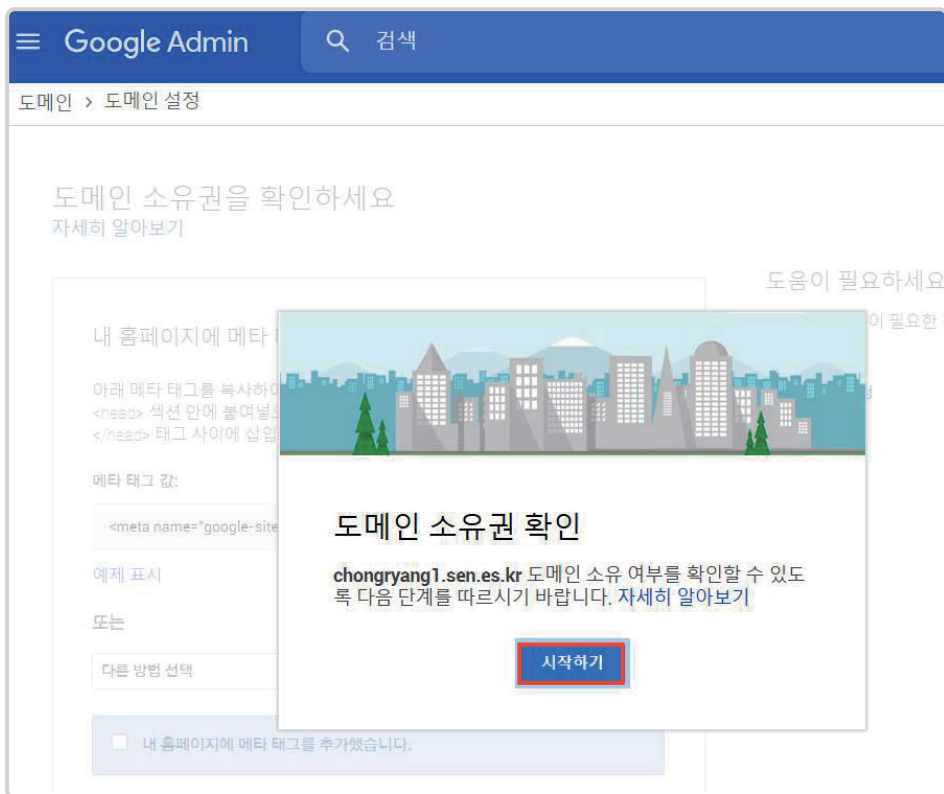 Google Admin
검색
도메인 > 도메인 설정
도메인 소유권을 확인하세요
자세히 알아보기
도움이 필요하세요
이 필요한
내 홈페이지에 메타
아래 메타 태그를 복사하
<head> 섹션 안에 붙여넣으
</head> 태그 사이에 삽입
메타 태그 값:
<meta name="google-site
예제 표시
또는
다른 방법 선택
내 홈페이지에 메타 태그를 추가했습니다.
도메인 소유권 확인
chongryang1.sen.es.kr 도메인 소유 여부를 확인할 수 있도
록 다음 단계를 따르시기 바랍니다. 자세히 알아보기
시작하기